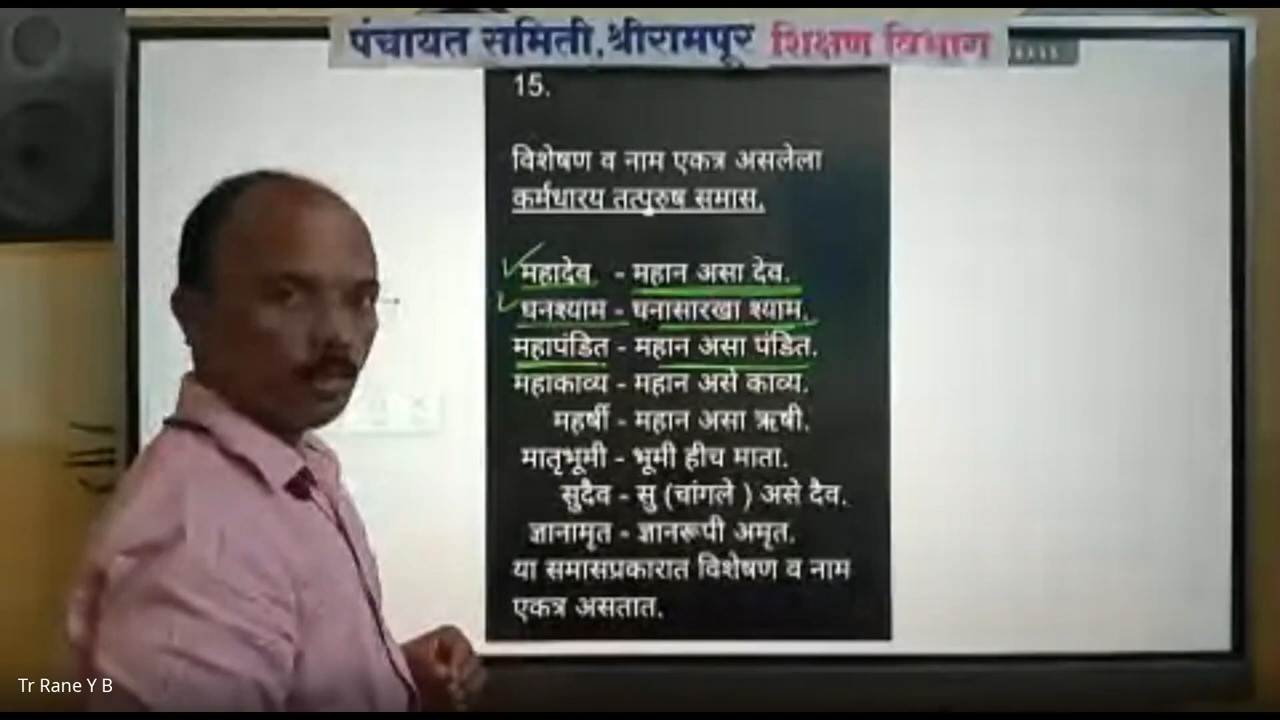 पंचायत समिती.श्रीरामपूर शिक्षण विभाग
15.
विशेषण व नाम एकत्र असलेला
कर्मधारय तत्पुरुष समास.
महादेव - महान असा देव.
घनश्याम - घनासारखा श्याम.
महापंडित - महान असा पंडित.
महाकाव्य - महान असे काव्य.
महर्षी - महान असा ऋषी.
मातृभूमी - भूमी हीच माता.
सुदैव - सु (चांगले ) असे दैव.
ज्ञानामृत - ज्ञानरूपी अमृत.
या समासप्रकारात विशेषण व नाम
एकत्र असतात.
Tr Rane Y B